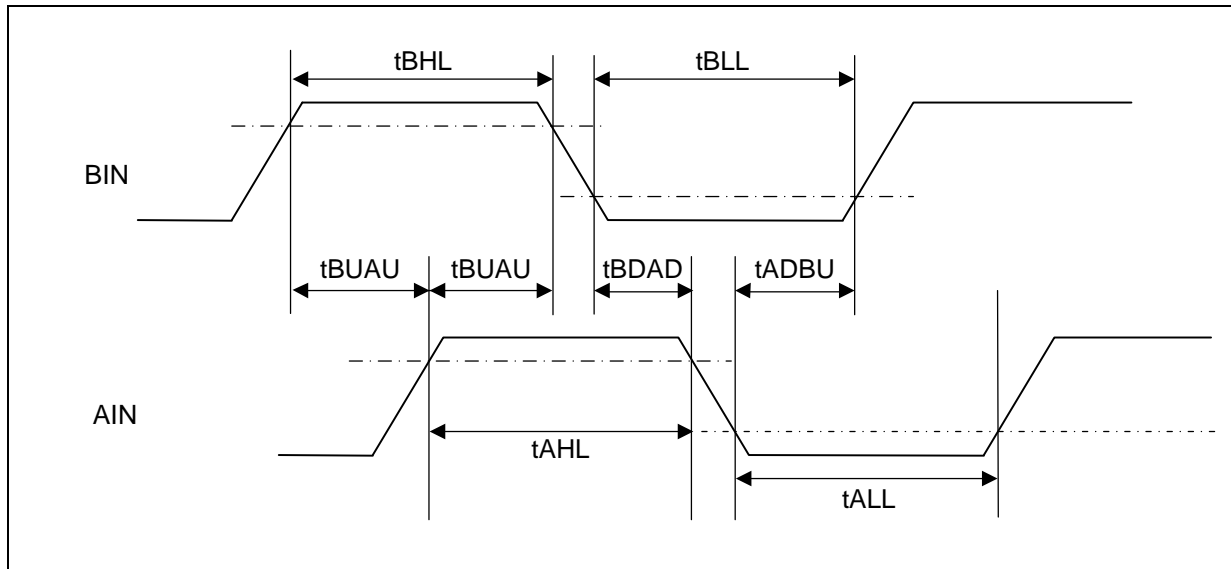 tBHL tBLL
BIN
tBUAU tBUAU tBDAD tADBU
AIN
tAHL
tALL